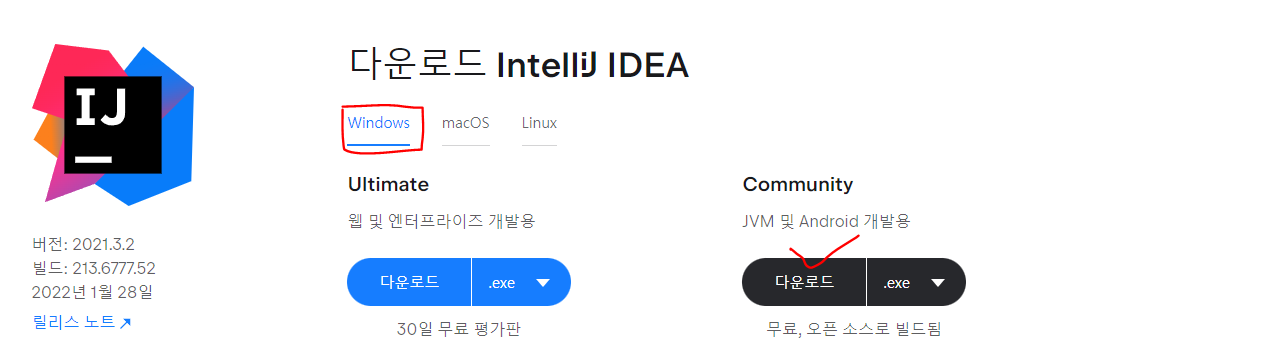 다운로드 IntelliJ IDEA
IJ
Windows macOS Linux
Ultimate
웹 및 엔터프라이즈 개발용
다운로드 .exe
30일 무료 평가판
Community
JVM 및 Android 개발용
다운로드 .exe
무료, 오픈 소스로 빌드됨
버전: 2021.3.2
빌드: 213.6777.52
2022년 1월 28일
릴리스 노트